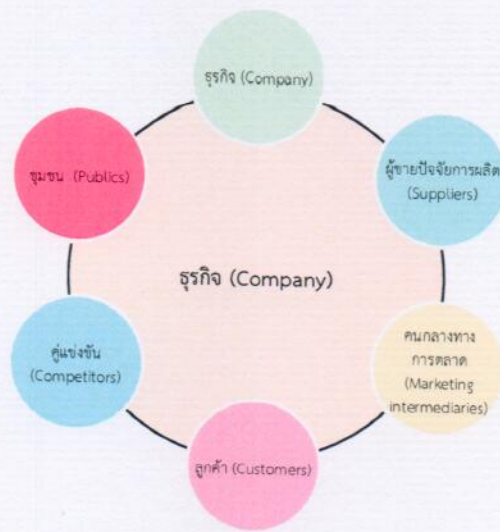 ธุรกิจ (Company)
ชุมชน (Publics)
ผู้ขายปัจจัยการผลิต
(Suppliers)
ธุรกิจ (Company)
คู่แข่งขัน
(Competitors)
คนกลางทาง
การตลาด
(Marketing
intermediaries)
ลูกค้า (Customers)